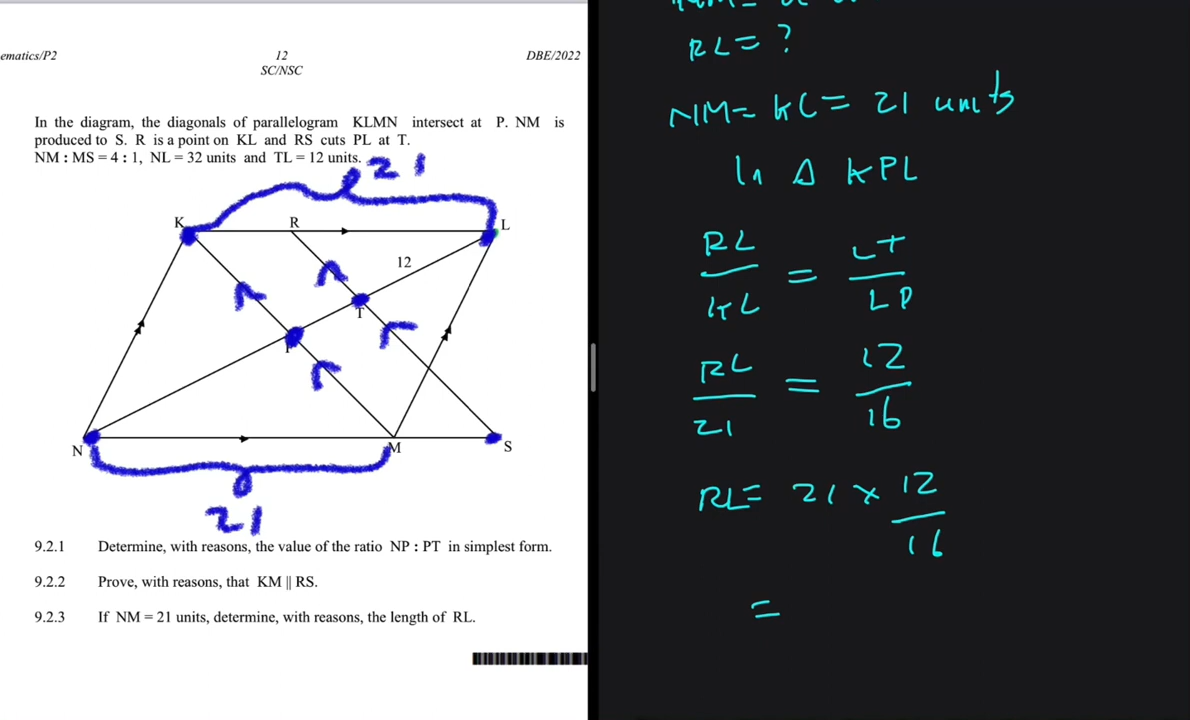 ematics/P2 12 DBE/2022
SC/NSC
In the diagram, the diagonals of parallelogram KLMN intersect at P. NM is
produced to S. R is a point on KL and RS cuts PL at T.
NM : MS = 4 : 1, NL = 32 units and TL = 12 units.
21
K R L
12
T
P
N M S
21
9.2.1 Determine, with reasons, the value of the ratio NP : PT in simplest form.
9.2.2 Prove, with reasons, that KM || RS.
9.2.3 If NM = 21 units, determine, with reasons, the length of RL.
RL = ?
NM = KL = 21 units
In Δ KPL
RL/KL = LT/LP
RL/21 = 12/16
RL = 21 × 12/16
=